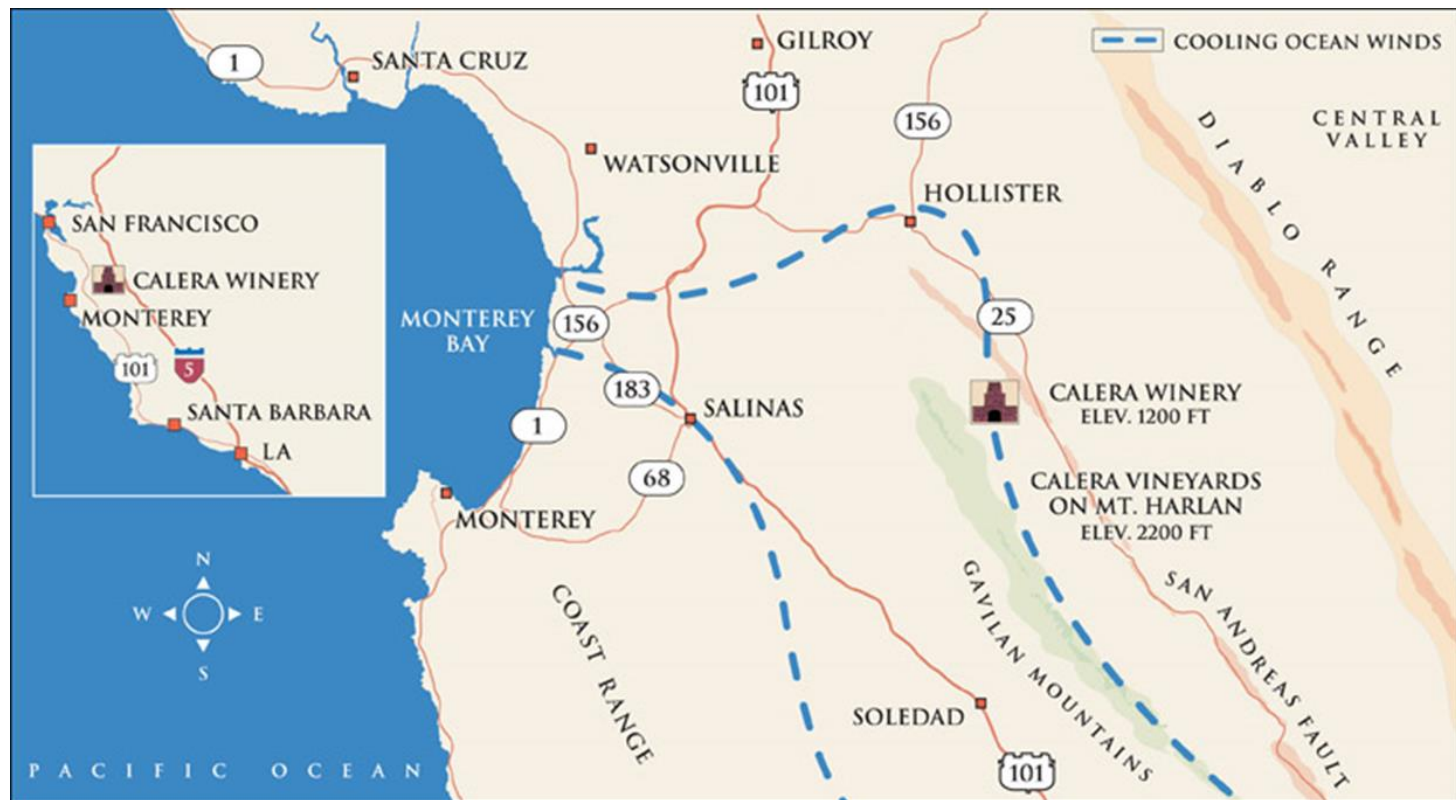 1
SANTA CRUZ
GILROY
101
COOLING OCEAN WINDS
156
CENTRAL
VALLEY
WATSONVILLE
HOLLISTER
DIABLO RANGE
SAN FRANCISCO
CALERA WINERY
MONTEREY
101
5
SANTA BARBARA
LA
MONTEREY
BAY
156
25
183
SALINAS
CALERA WINERY
ELEV. 1200 FT
1
68
CALERA VINEYARDS
ON MT. HARLAN
ELEV. 2200 FT
MONTEREY
N
W
E
S
COAST RANGE
GAVILAN MOUNTAINS
SAN ANDREAS FAULT
SOLEDAD
101
PACIFIC OCEAN